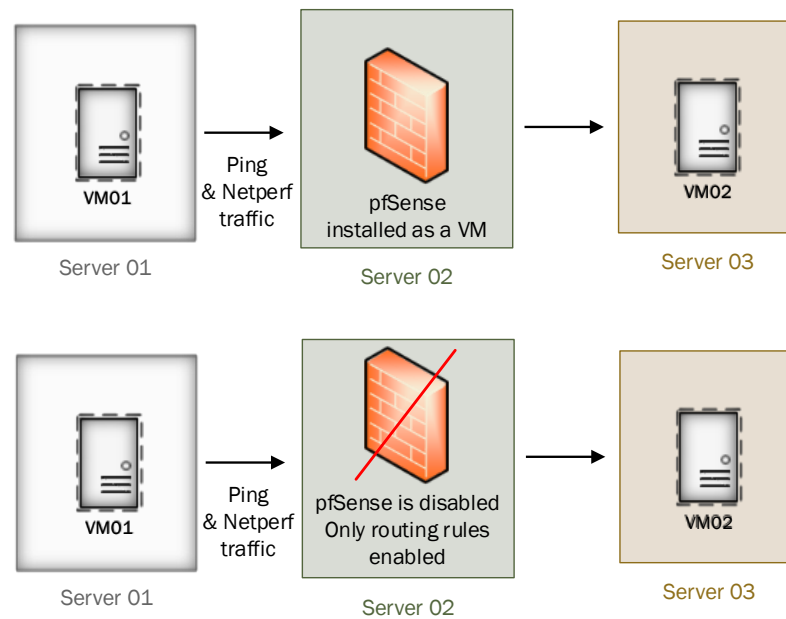 VM01
Ping
& Netperf
traffic
pfSense
installed as a VM
VM02
Server 01
Server 02
Server 03
VM01
Ping
& Netperf
traffic
pfSense is disabled
Only routing rules
enabled
VM02
Server 01
Server 02
Server 03